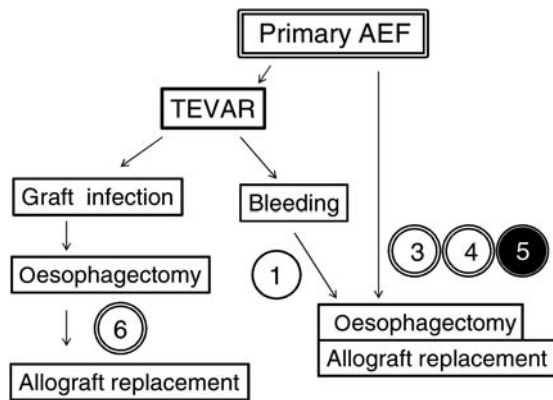 Primary AEF
TEVAR
Graft infection
Bleeding
Oesophagectomy
1
3 4 5
6
Oesophagectomy
Allograft replacement
Allograft replacement